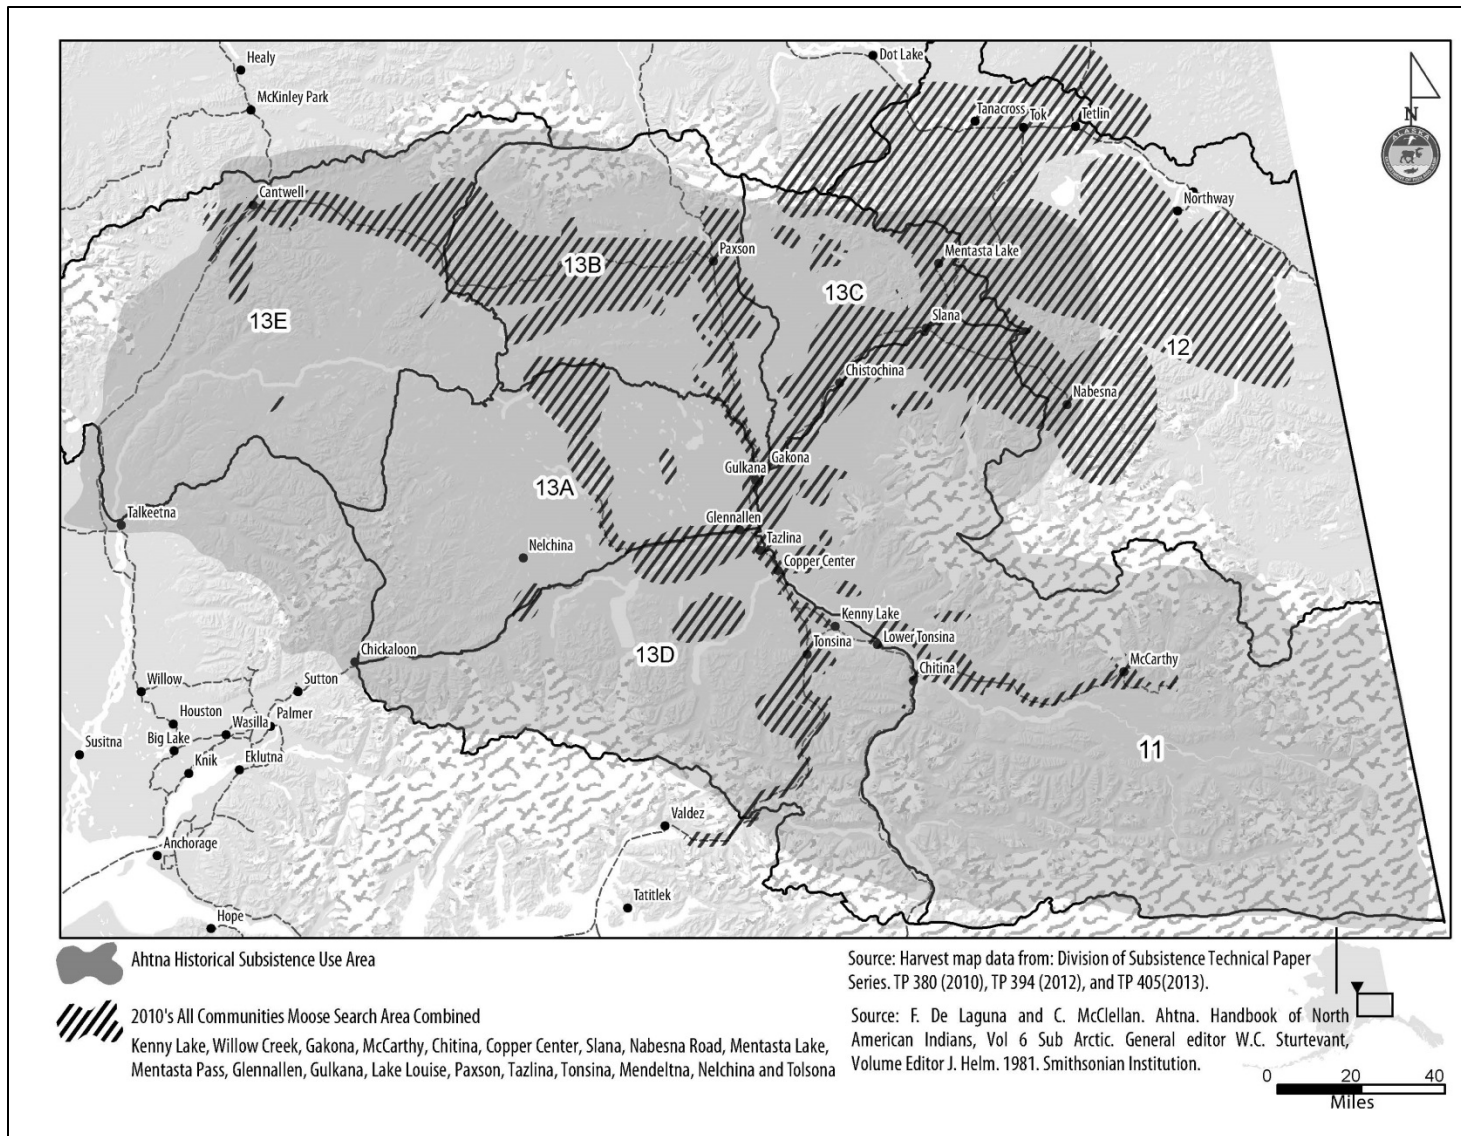 Healy
McKinley Park
Dot Lake
Tanacross
Tok
Tetlin
N
ALASKA
Cantwell
Northway
Paxson
Mentasta Lake
13B
13C
13E
Slana
12
Chistochina
Nabesna
Gakona
Gulkana
13A
Talkeetna
Glennallen
Tazlina
Nelchina
Copper Center
Kenny Lake
Lower Tonsina
Tonsina
13D
Chickaloon
McCarthy
Chitina
Willow
Sutton
Houston
Palmer
Wasilla
Big Lake
Susitna
Knik
Eklutna
11
Valdez
Anchorage
Tatitlek
Hope
Ahtna Historical Subsistence Use Area
2010's All Communities Moose Search Area Combined
Kenny Lake, Willow Creek, Gakona, McCarthy, Chitina, Copper Center, Slana, Nabesna Road, Mentasta Lake,
Mentasta Pass, Glennallen, Gulkana, Lake Louise, Paxson, Tazlina, Tonsina, Mendeltna, Nelchina and Tolsona
Source: Harvest map data from: Division of Subsistence Technical Paper
Series. TP 380 (2010), TP 394 (2012), and TP 405(2013).
Source: F. De Laguna and C. McClellan. Ahtna. Handbook of North
American Indians, Vol 6 Sub Arctic. General editor W.C. Sturtevant,
Volume Editor J. Helm. 1981. Smithsonian Institution.
0 20 40
Miles